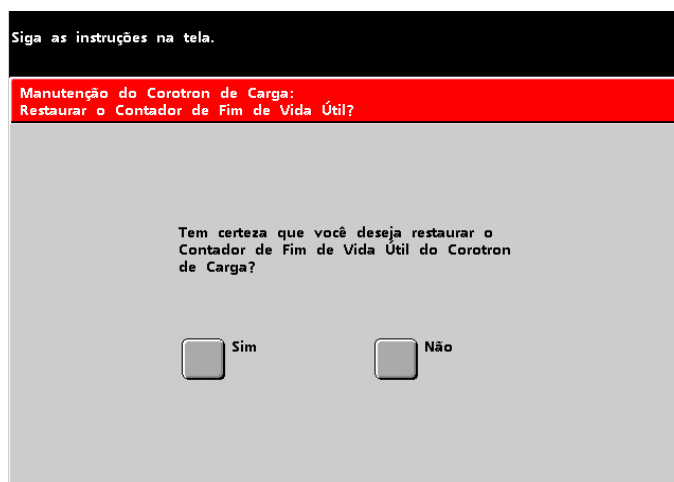 Siga as instruções na tela.
Manutenção do Corotron de Carga:
Restaurar o Contador de Fim de Vida Útil?
Tem certeza que você deseja restaurar o
Contador de Fim de Vida Útil do Corotron
de Carga?
Sim
Não